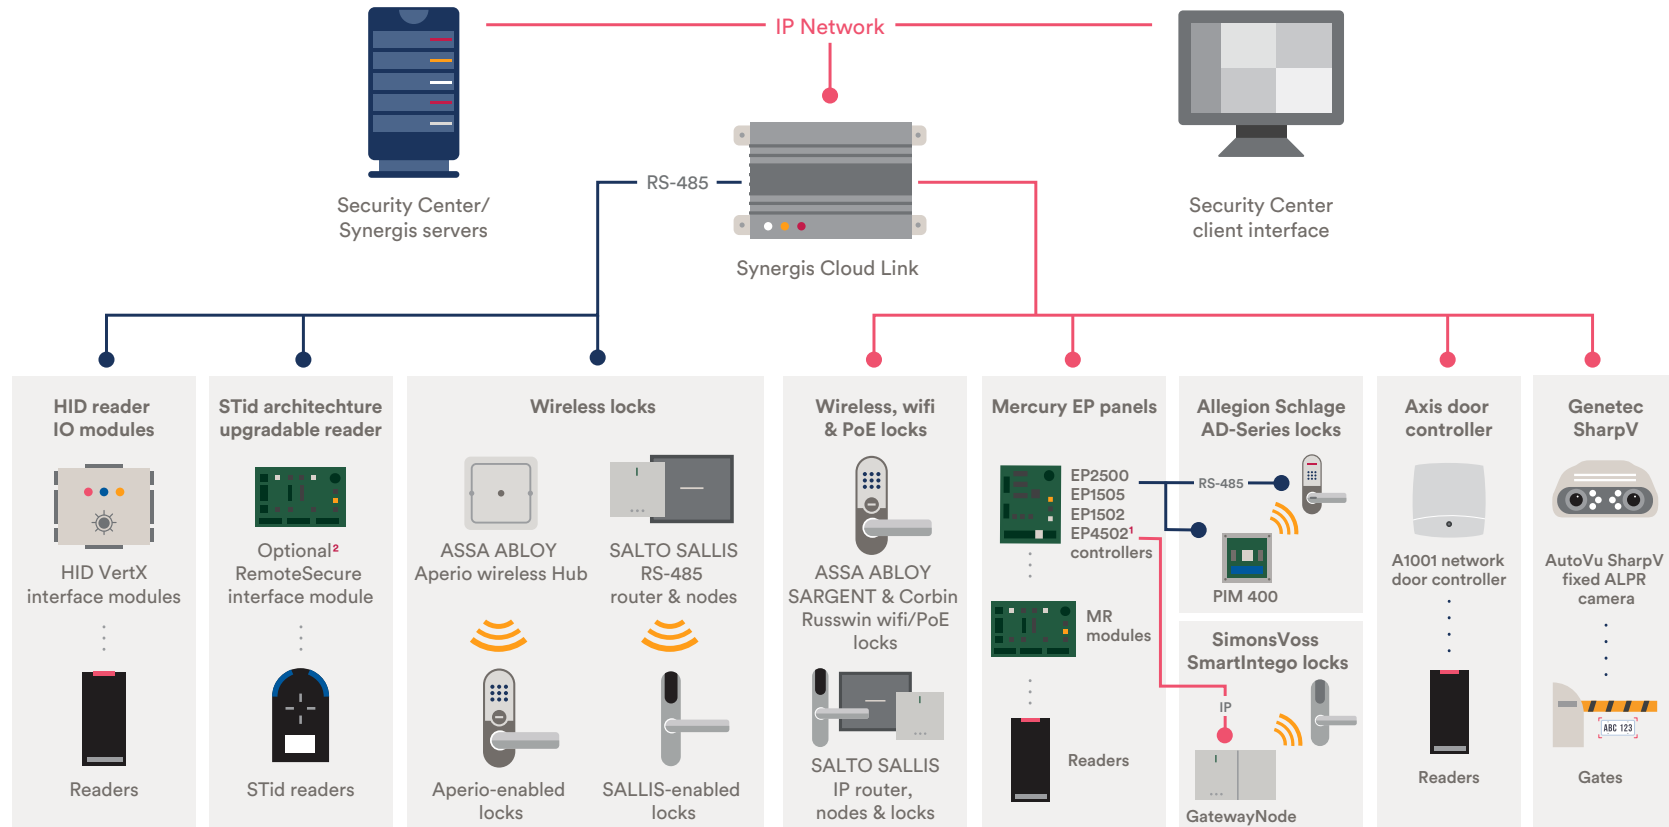 IP Network
Security Center/
Synergis servers
RS-485
Synergis Cloud Link
Security Center
client interface
HID reader
IO modules
HID VertX
interface modules
Readers
STid architechture
upgradable reader
Optional²
RemoteSecure
interface module
STid readers
Wireless locks
ASSA ABLOY
Aperio wireless Hub
Aperio-enabled
locks
SALTO SALLIS
RS-485
router & nodes
SALLIS-enabled
locks
Wireless, wifi
& PoE locks
ASSA ABLOY
SARGENT & Corbin
Russwin wifi/PoE
locks
SALTO SALLIS
IP router,
nodes & locks
Mercury EP panels
EP2500
EP1505
EP1502
EP4502¹
controllers
MR
modules
Readers
Allegion Schlage
AD-Series locks
RS-485
PIM 400
SimonsVoss
SmartIntego locks
IP
GatewayNode
Axis door
controller
A1001 network
door controller
Readers
Genetec
SharpV
AutoVu SharpV
fixed ALPR
camera
ABC 123
Gates